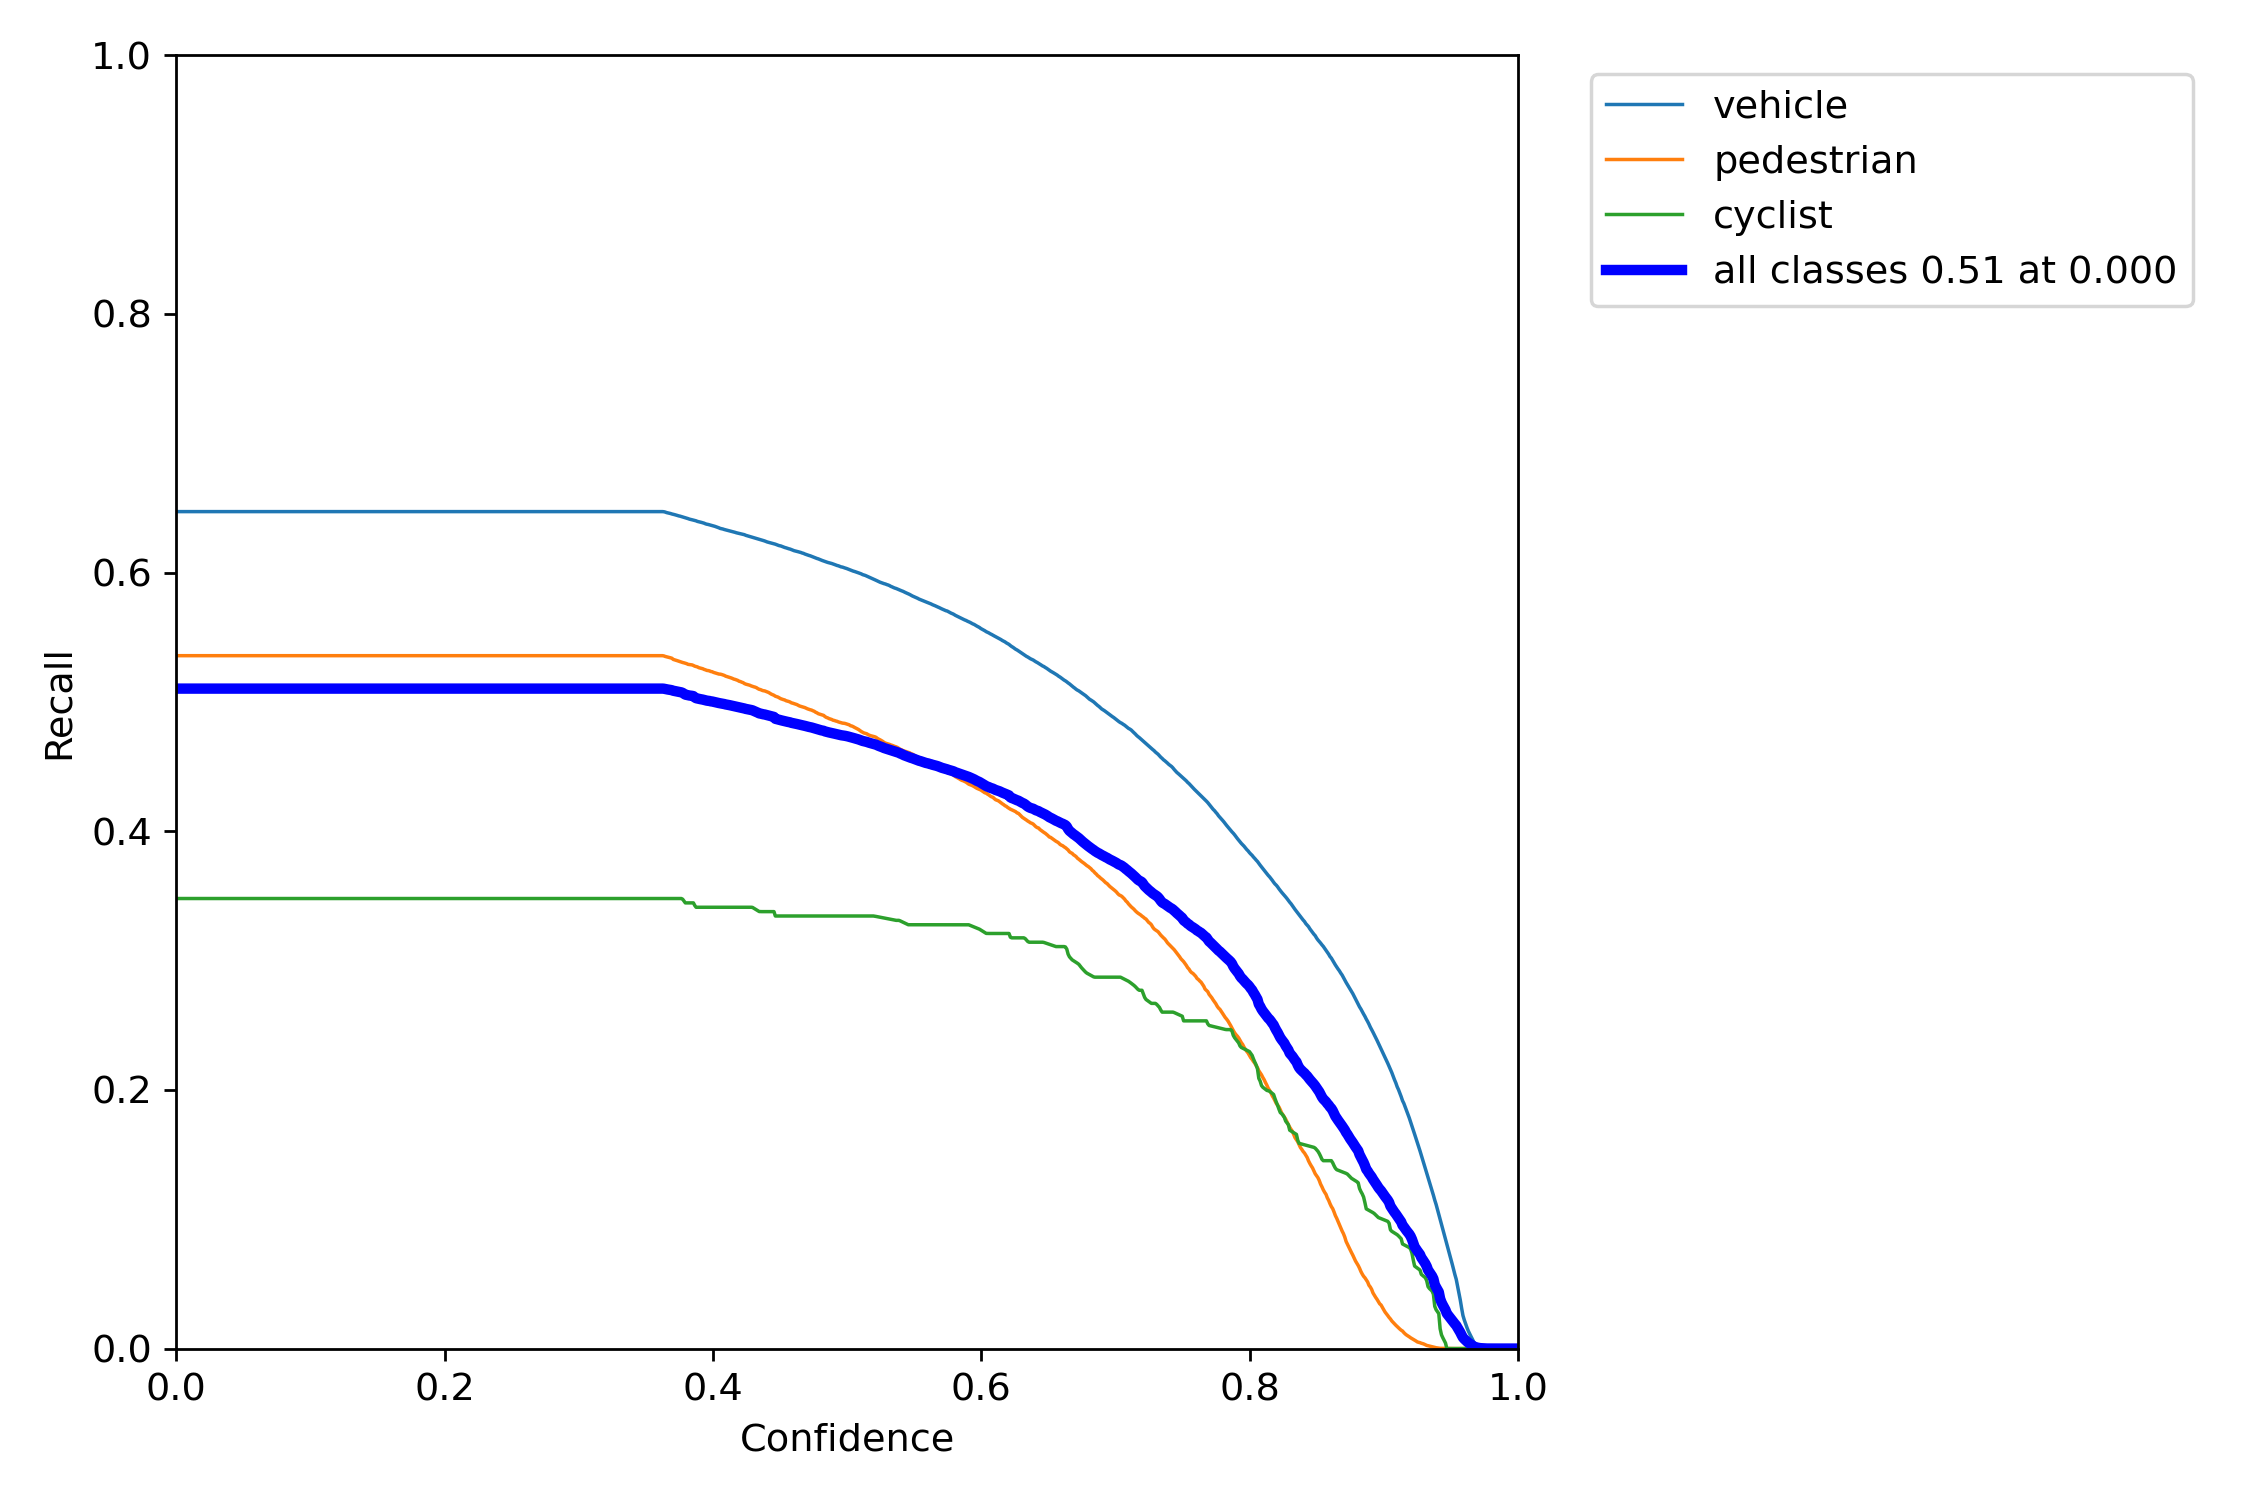 1.0
0.8
0.6
0.4
0.2
0.0
Recall
0.0 0.2 0.4 0.6 0.8 1.0
Confidence
vehicle
pedestrian
cyclist
all classes 0.51 at 0.000